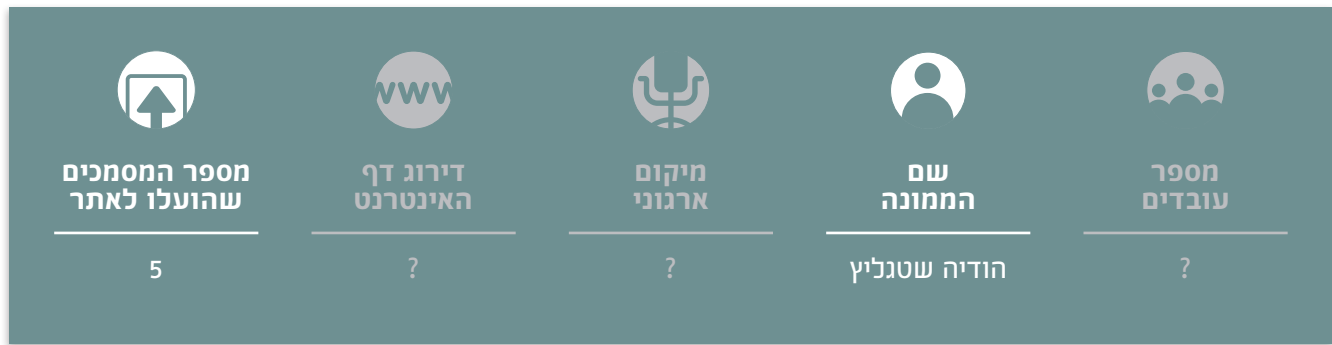 מספר
עובדים
?
שם
הממונה
הודיה שטגליץ
מיקום
ארגוני
?
www
דירוג דף
האינטרנט
?
מספר המסמכים
שהועלו לאתר
5